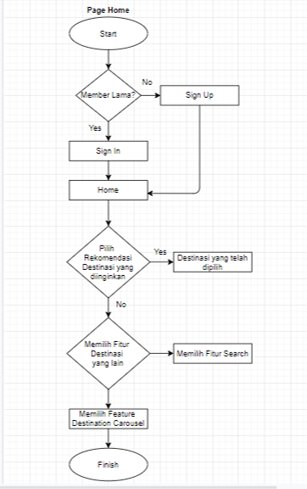 Page Home
Start
Member Lama?
No
Sign Up
Yes
Sign In
Home
Pilih
Rekomendasi
Destinasi yang
diinginkan
Yes
Destinasi yang telah
dipilih
No
Memilih Fitur
Destinasi
yang lain
Memilih Fitur Search
Memilih Feature
Destination Carousel
Finish